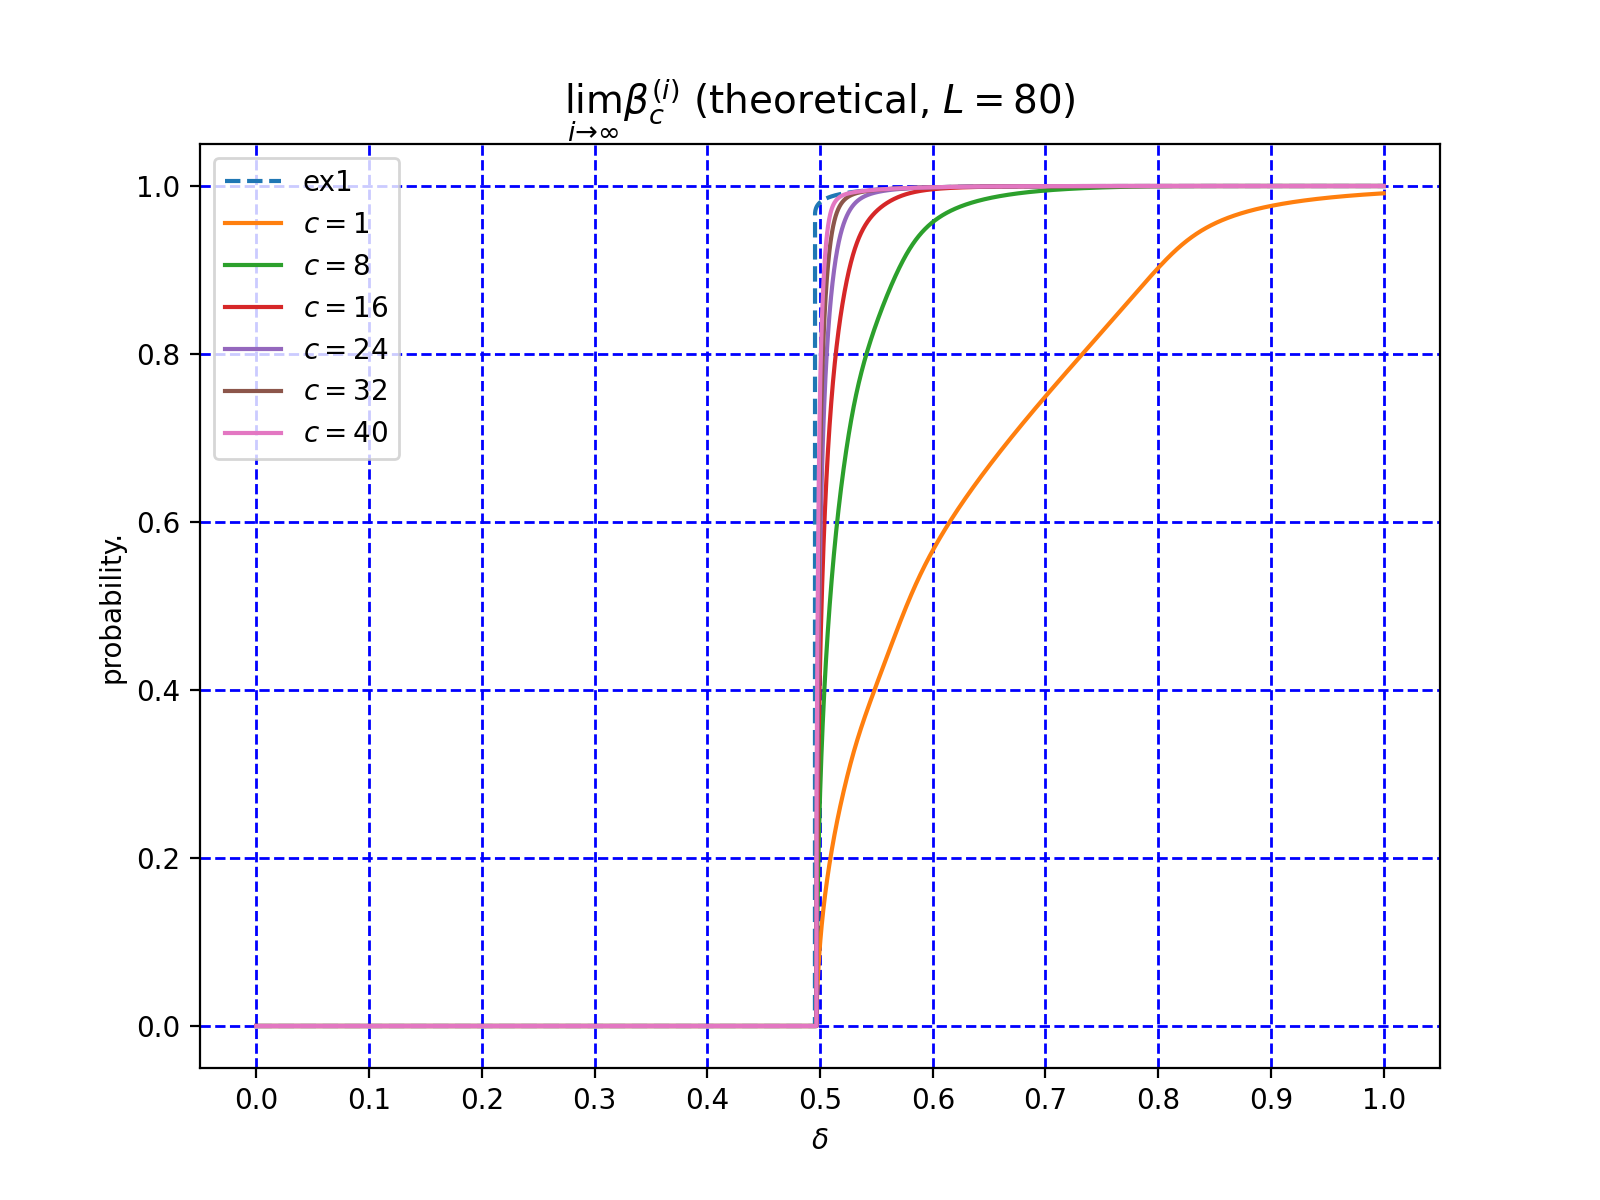 lim β_c^(i) (theoretical, L = 80)
i→∞
ex1
c = 1
c = 8
c = 16
c = 24
c = 32
c = 40
1.0
0.8
0.6
0.4
0.2
0.0
probability.
0.0 0.1 0.2 0.3 0.4 0.5 0.6 0.7 0.8 0.9 1.0
δ